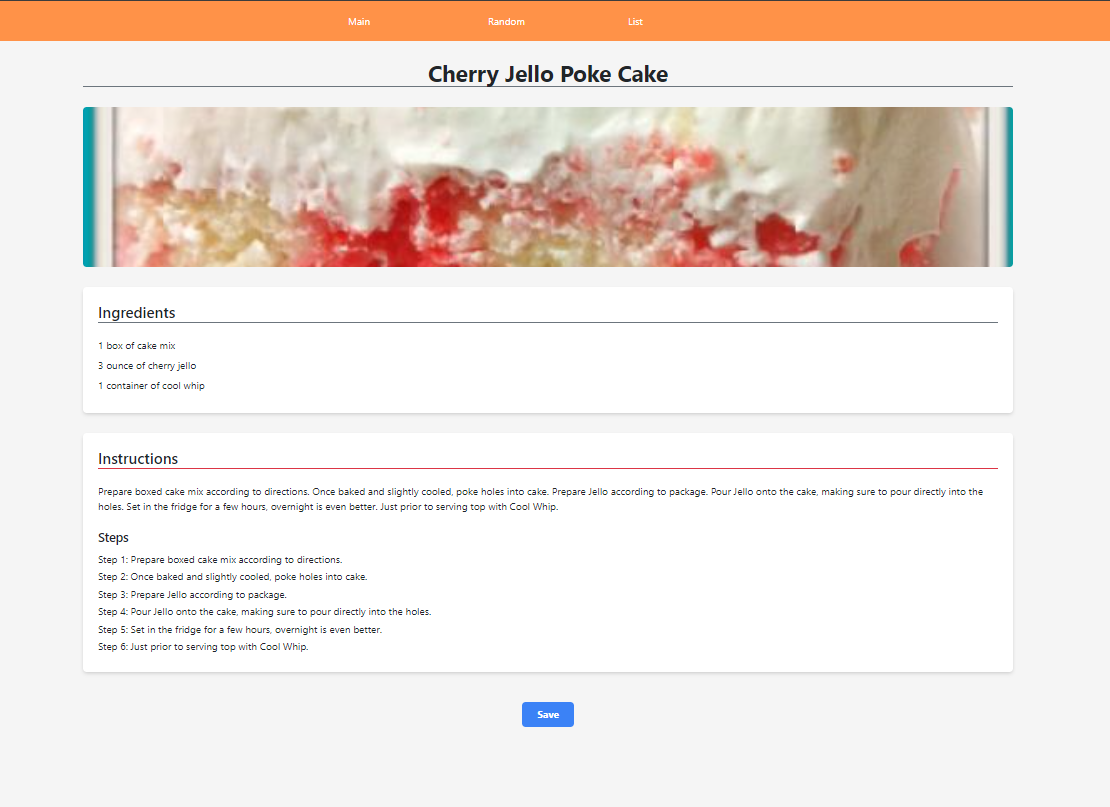 Main Random List
Cherry Jello Poke Cake
Ingredients
1 box of cake mix
3 ounce of cherry jello
1 container of cool whip
Instructions
Prepare boxed cake mix according to directions. Once baked and slightly cooled, poke holes into cake. Prepare Jello according to package. Pour Jello onto the cake, making sure to pour directly into the
holes. Set in the fridge for a few hours, overnight is even better. Just prior to serving top with Cool Whip.
Steps
Step 1: Prepare boxed cake mix according to directions.
Step 2: Once baked and slightly cooled, poke holes into cake.
Step 3: Prepare Jello according to package.
Step 4: Pour Jello onto the cake, making sure to pour directly into the holes.
Step 5: Set in the fridge for a few hours, overnight is even better.
Step 6: Just prior to serving top with Cool Whip.
Save